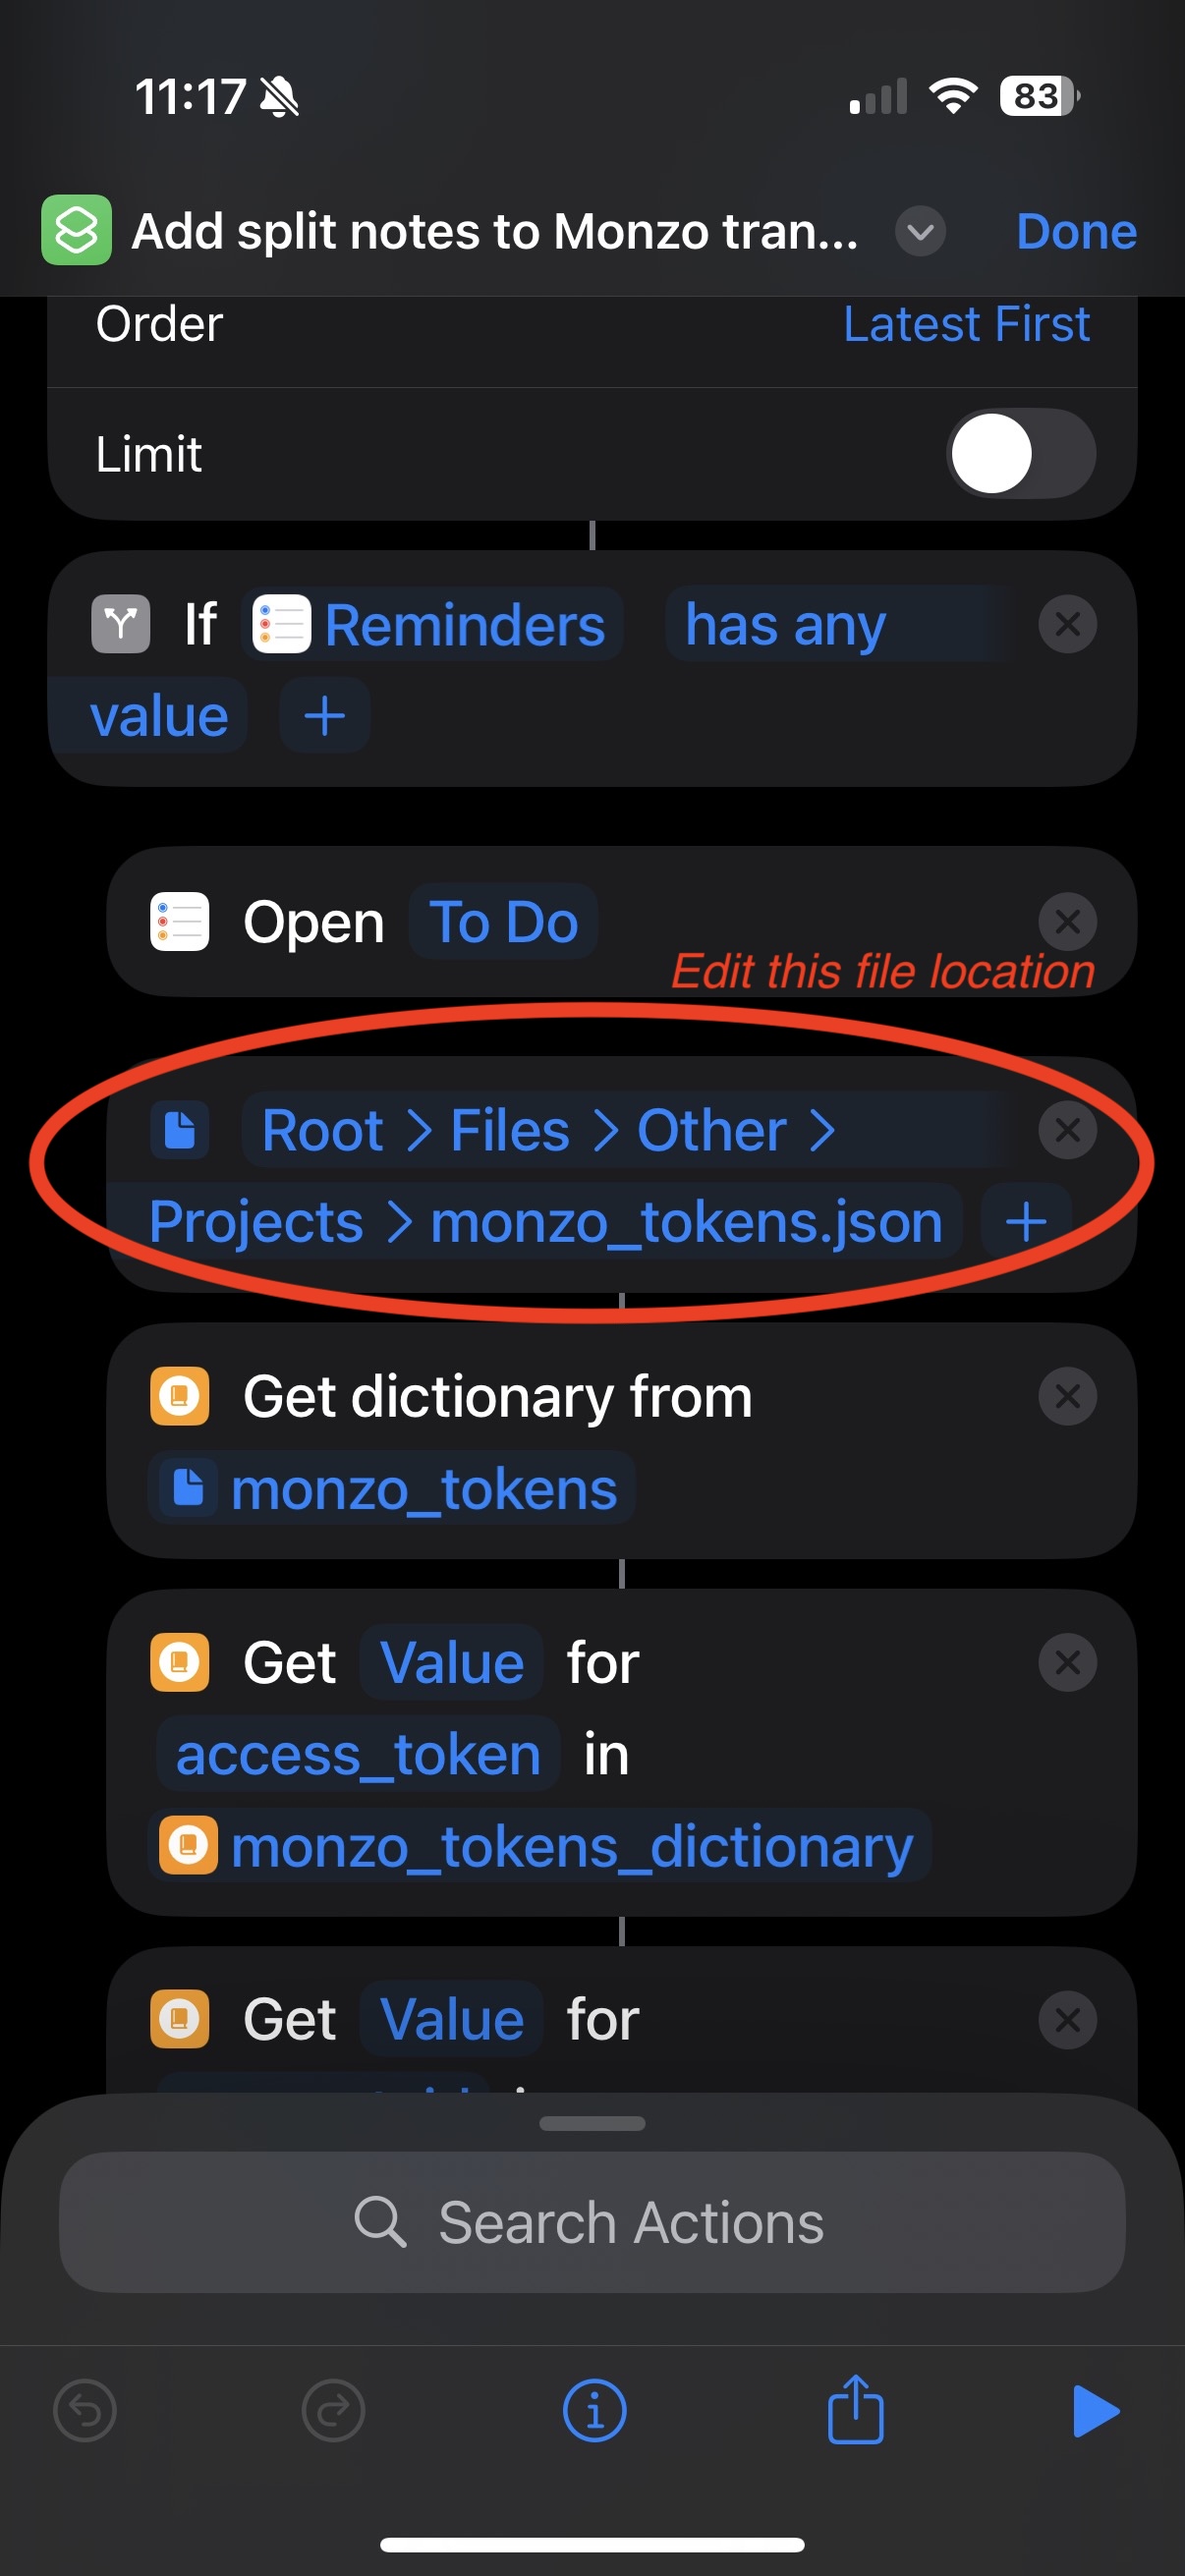 11:17
83
Add split notes to Monzo tran...
Done
Order
Latest First
Limit
If Reminders has any
value +
Open To Do
Edit this file location
Root > Files > Other >
Projects > monzo_tokens.json +
Get dictionary from
monzo_tokens
Get Value for
access_token in
monzo_tokens_dictionary
Get Value for
Search Actions